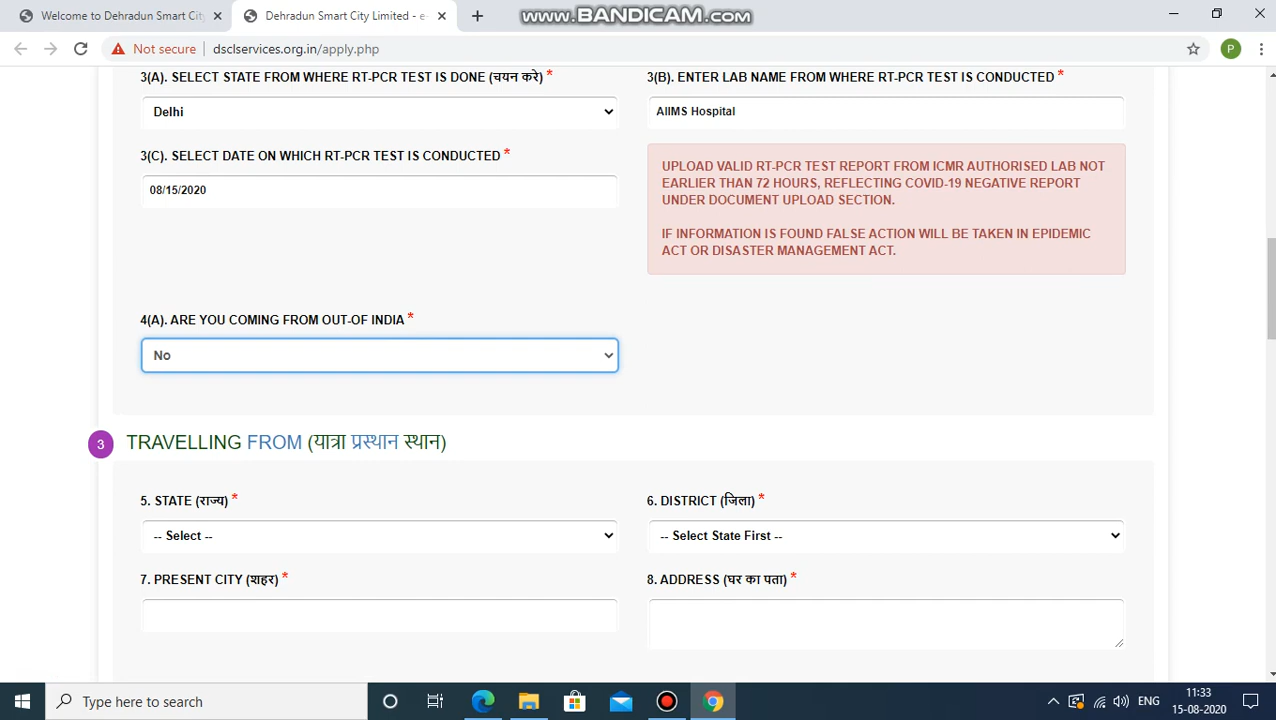 Welcome to Dehradun Smart City
Dehradun Smart City Limited - e-
www.BANDICAM.com
Not secure
dsclservices.org.in/apply.php
P
3(A). SELECT STATE FROM WHERE RT-PCR TEST IS DONE (चयन करे) *
3(B). ENTER LAB NAME FROM WHERE RT-PCR TEST IS CONDUCTED *
Delhi
AIIMS Hospital
3(C). SELECT DATE ON WHICH RT-PCR TEST IS CONDUCTED *
08/15/2020
UPLOAD VALID RT-PCR TEST REPORT FROM ICMR AUTHORISED LAB NOT
EARLIER THAN 72 HOURS, REFLECTING COVID-19 NEGATIVE REPORT
UNDER DOCUMENT UPLOAD SECTION.
IF INFORMATION IS FOUND FALSE ACTION WILL BE TAKEN IN EPIDEMIC
ACT OR DISASTER MANAGEMENT ACT.
4(A). ARE YOU COMING FROM OUT-OF INDIA *
No
3 TRAVELLING FROM (यात्रा प्रस्थान स्थान)
5. STATE (राज्य) *
6. DISTRICT (जिला) *
-- Select --
-- Select State First --
7. PRESENT CITY (शहर) *
8. ADDRESS (घर का पता) *
Type here to search
ENG
11:33
15-08-2020